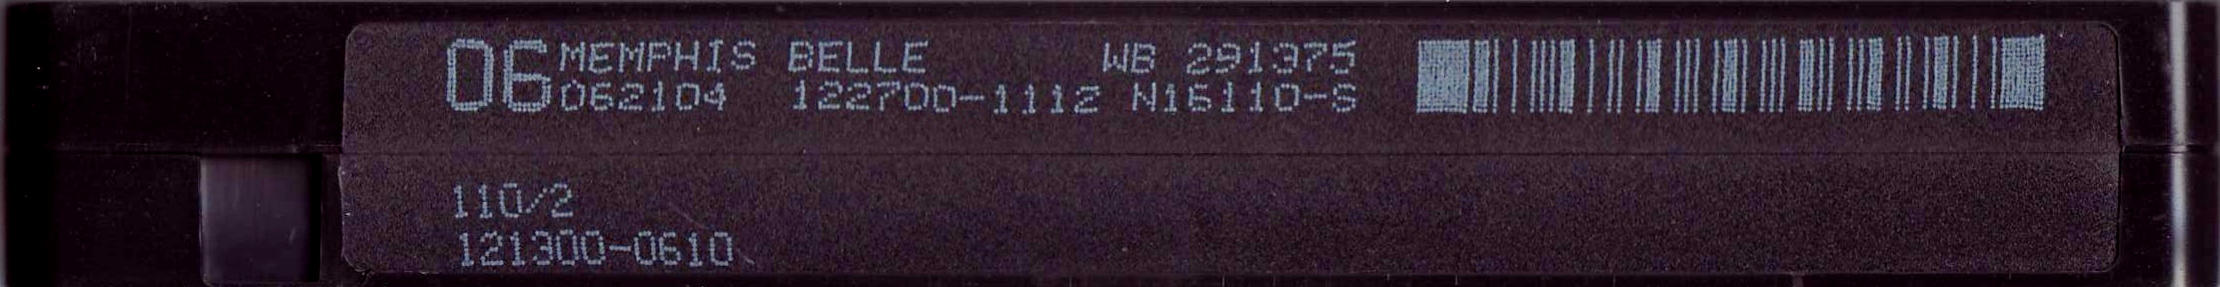 06 MEMPHIS BELLE WB 291375
062104 122700-1112 N16110-S
110/2
121300-0610